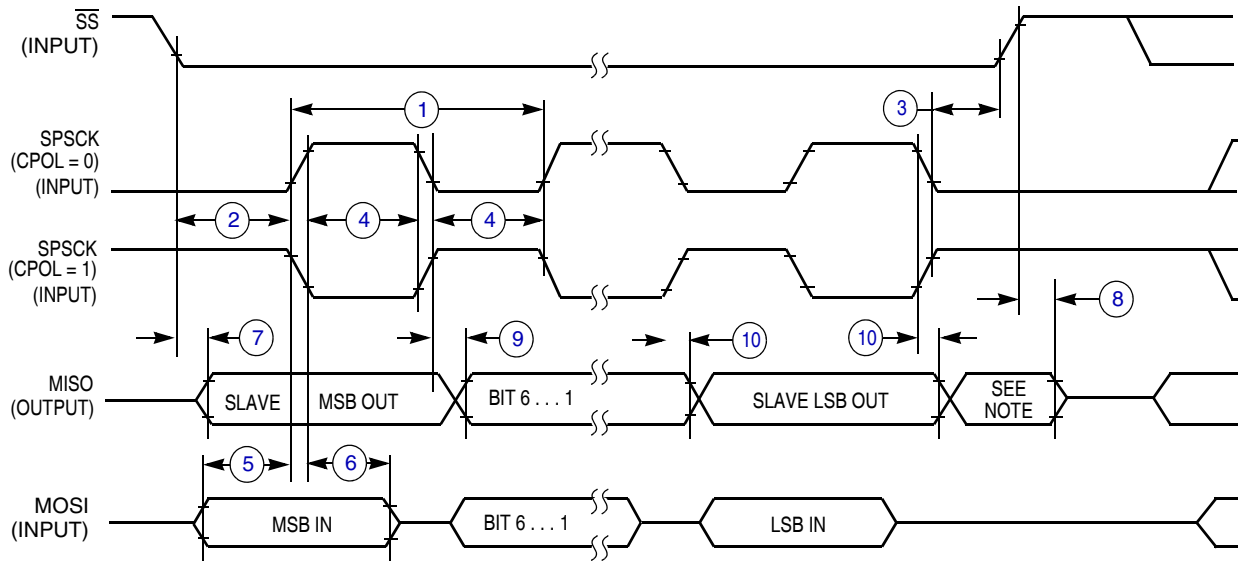 SS
(INPUT)
1
3
SPSCK
(CPOL = 0)
(INPUT)
2
4
4
SPSCK
(CPOL = 1)
(INPUT)
8
7
9
10
10
MISO
(OUTPUT)
SLAVE
MSB OUT
BIT 6 . . . 1
SLAVE LSB OUT
SEE
NOTE
5
6
MOSI
(INPUT)
MSB IN
BIT 6 . . . 1
LSB IN